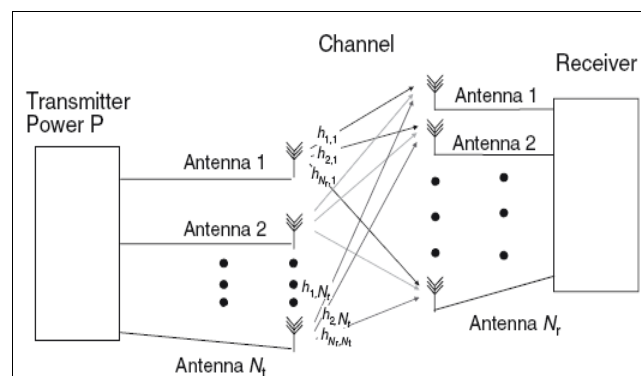 Channel
Receiver
Transmitter
Power P
Antenna 1
Antenna 2
Antenna 1
Antenna 2
Antenna Nt
Antenna Nr
h1,1
h2,1
hNr,1
h1,Nt
h2,Nt
hNr,Nt